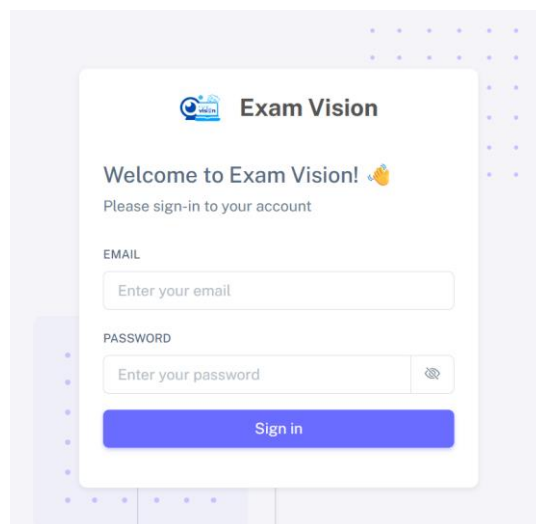 Exam Vision
Welcome to Exam Vision! 👋
Please sign-in to your account
EMAIL
Enter your email
PASSWORD
Enter your password
Sign in